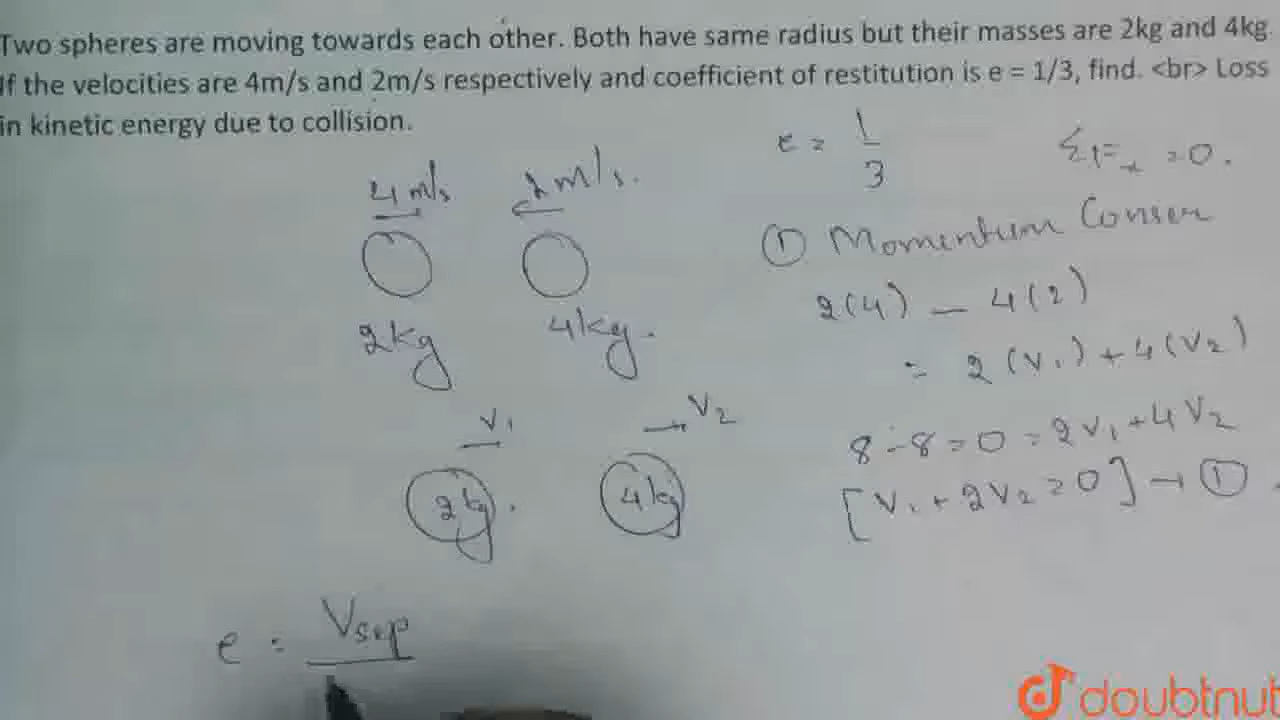 Two spheres are moving towards each other. Both have same radius but their masses are 2kg and 4kg.
If the velocities are 4m/s and 2m/s respectively and coefficient of restitution is e = 1/3, find. <br> Loss
in kinetic energy due to collision.
e = 1/3
ΣFx = 0.
4 m/s 2m/s.
① Momentum Conser
2(4) - 4(2)
2kg 4kg.
= 2(v1) + 4(v2)
V1 V2
8-8=0=2v1+4v2
2kg. 4kg
[v1 + 2v2 = 0] → ①
e = Vsep
doubtnut